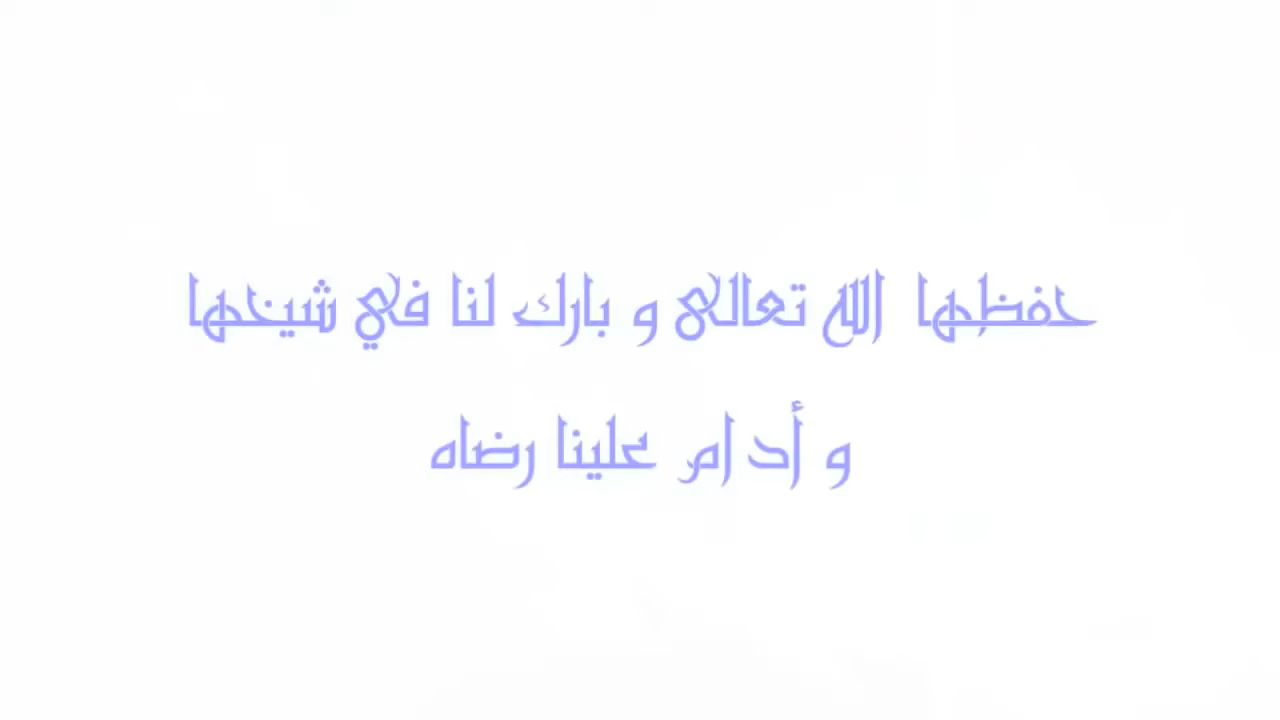 حفظها الله تعالى و بارك لنا في شيخها
و أدام علينا رضاه